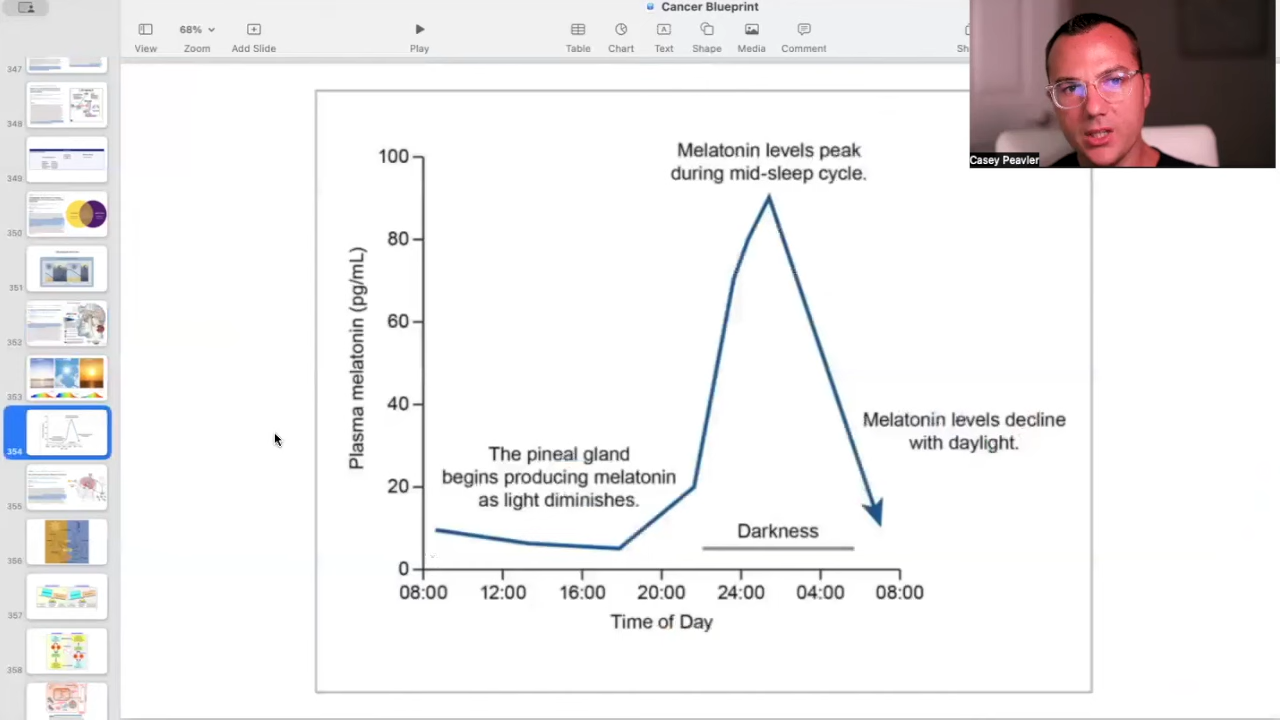 Cancer Blueprint
68%
View
Zoom
Add Slide
Play
Table
Chart
Text
Shape
Media
Comment
Casey Peavler
347
348
349
350
351
352
353
354
355
356
357
358
Melatonin levels peak
during mid-sleep cycle.
Plasma melatonin (pg/mL)
100
80
60
40
20
0
The pineal gland
begins producing melatonin
as light diminishes.
Melatonin levels decline
with daylight.
Darkness
08:00
12:00
16:00
20:00
24:00
04:00
08:00
Time of Day